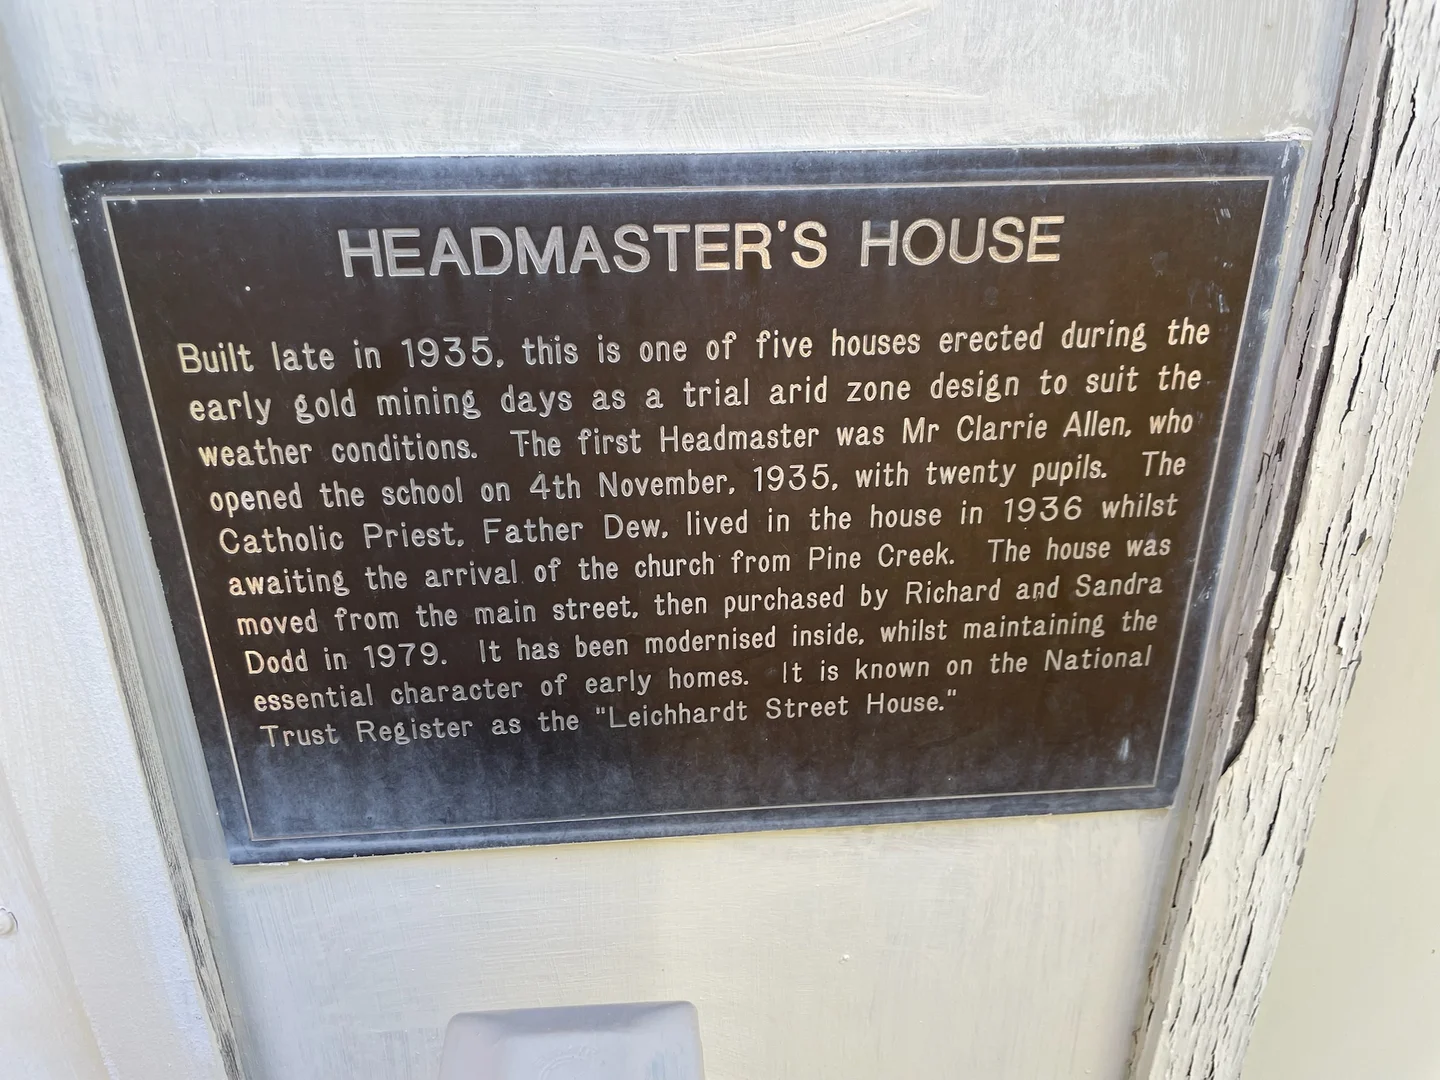 HEADMASTER'S HOUSE
Built late in 1935, this is one of five houses erected during the
early gold mining days as a trial arid zone design to suit the
weather conditions. The first Headmaster was Mr Clarrie Allen, who
opened the school on 4th November, 1935, with twenty pupils. The
Catholic Priest, Father Dew, lived in the house in 1936 whilst
awaiting the arrival of the church from Pine Creek. The house was
moved from the main street, then purchased by Richard and Sandra
Dodd in 1979. It has been modernised inside, whilst maintaining the
essential character of early homes. It is known on the National
Trust Register as the "Leichhardt Street House."